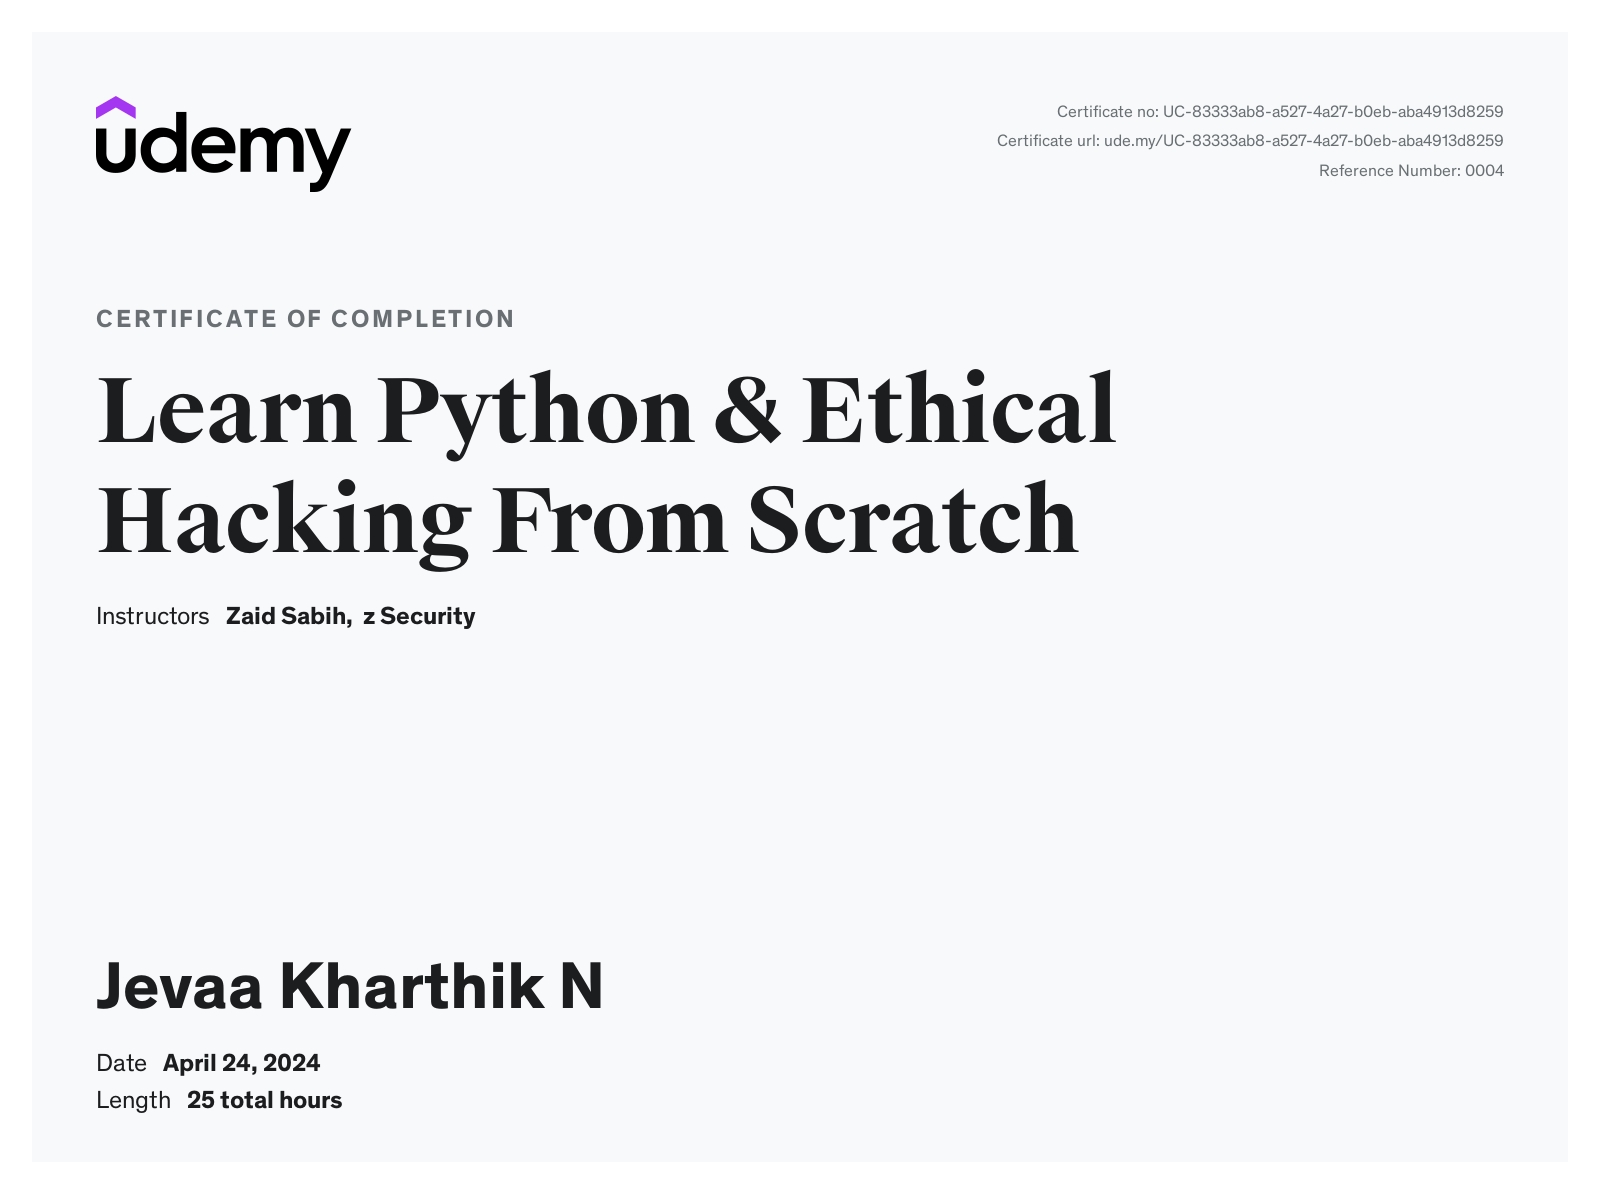 udemy
Certificate no: UC-83333ab8-a527-4a27-b0eb-aba4913d8259
Certificate url: ude.my/UC-83333ab8-a527-4a27-b0eb-aba4913d8259
Reference Number: 0004
CERTIFICATE OF COMPLETION
Learn Python & Ethical
Hacking From Scratch
Instructors Zaid Sabih, z Security
Jevaa Kharthik N
Date April 24, 2024
Length 25 total hours